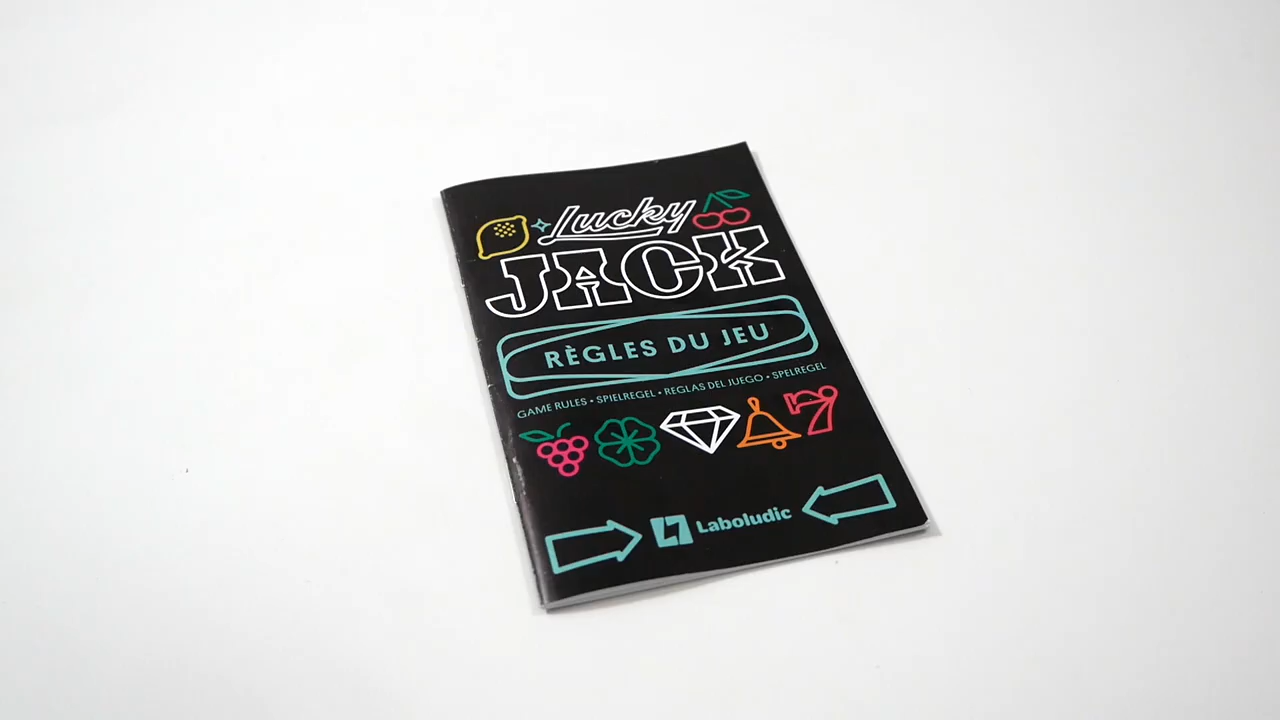 Lucky
JACK
RÈGLES DU JEU
GAME RULES • SPIELREGEL • REGLAS DEL JUEGO • SPELREGEL
7
Laboludic